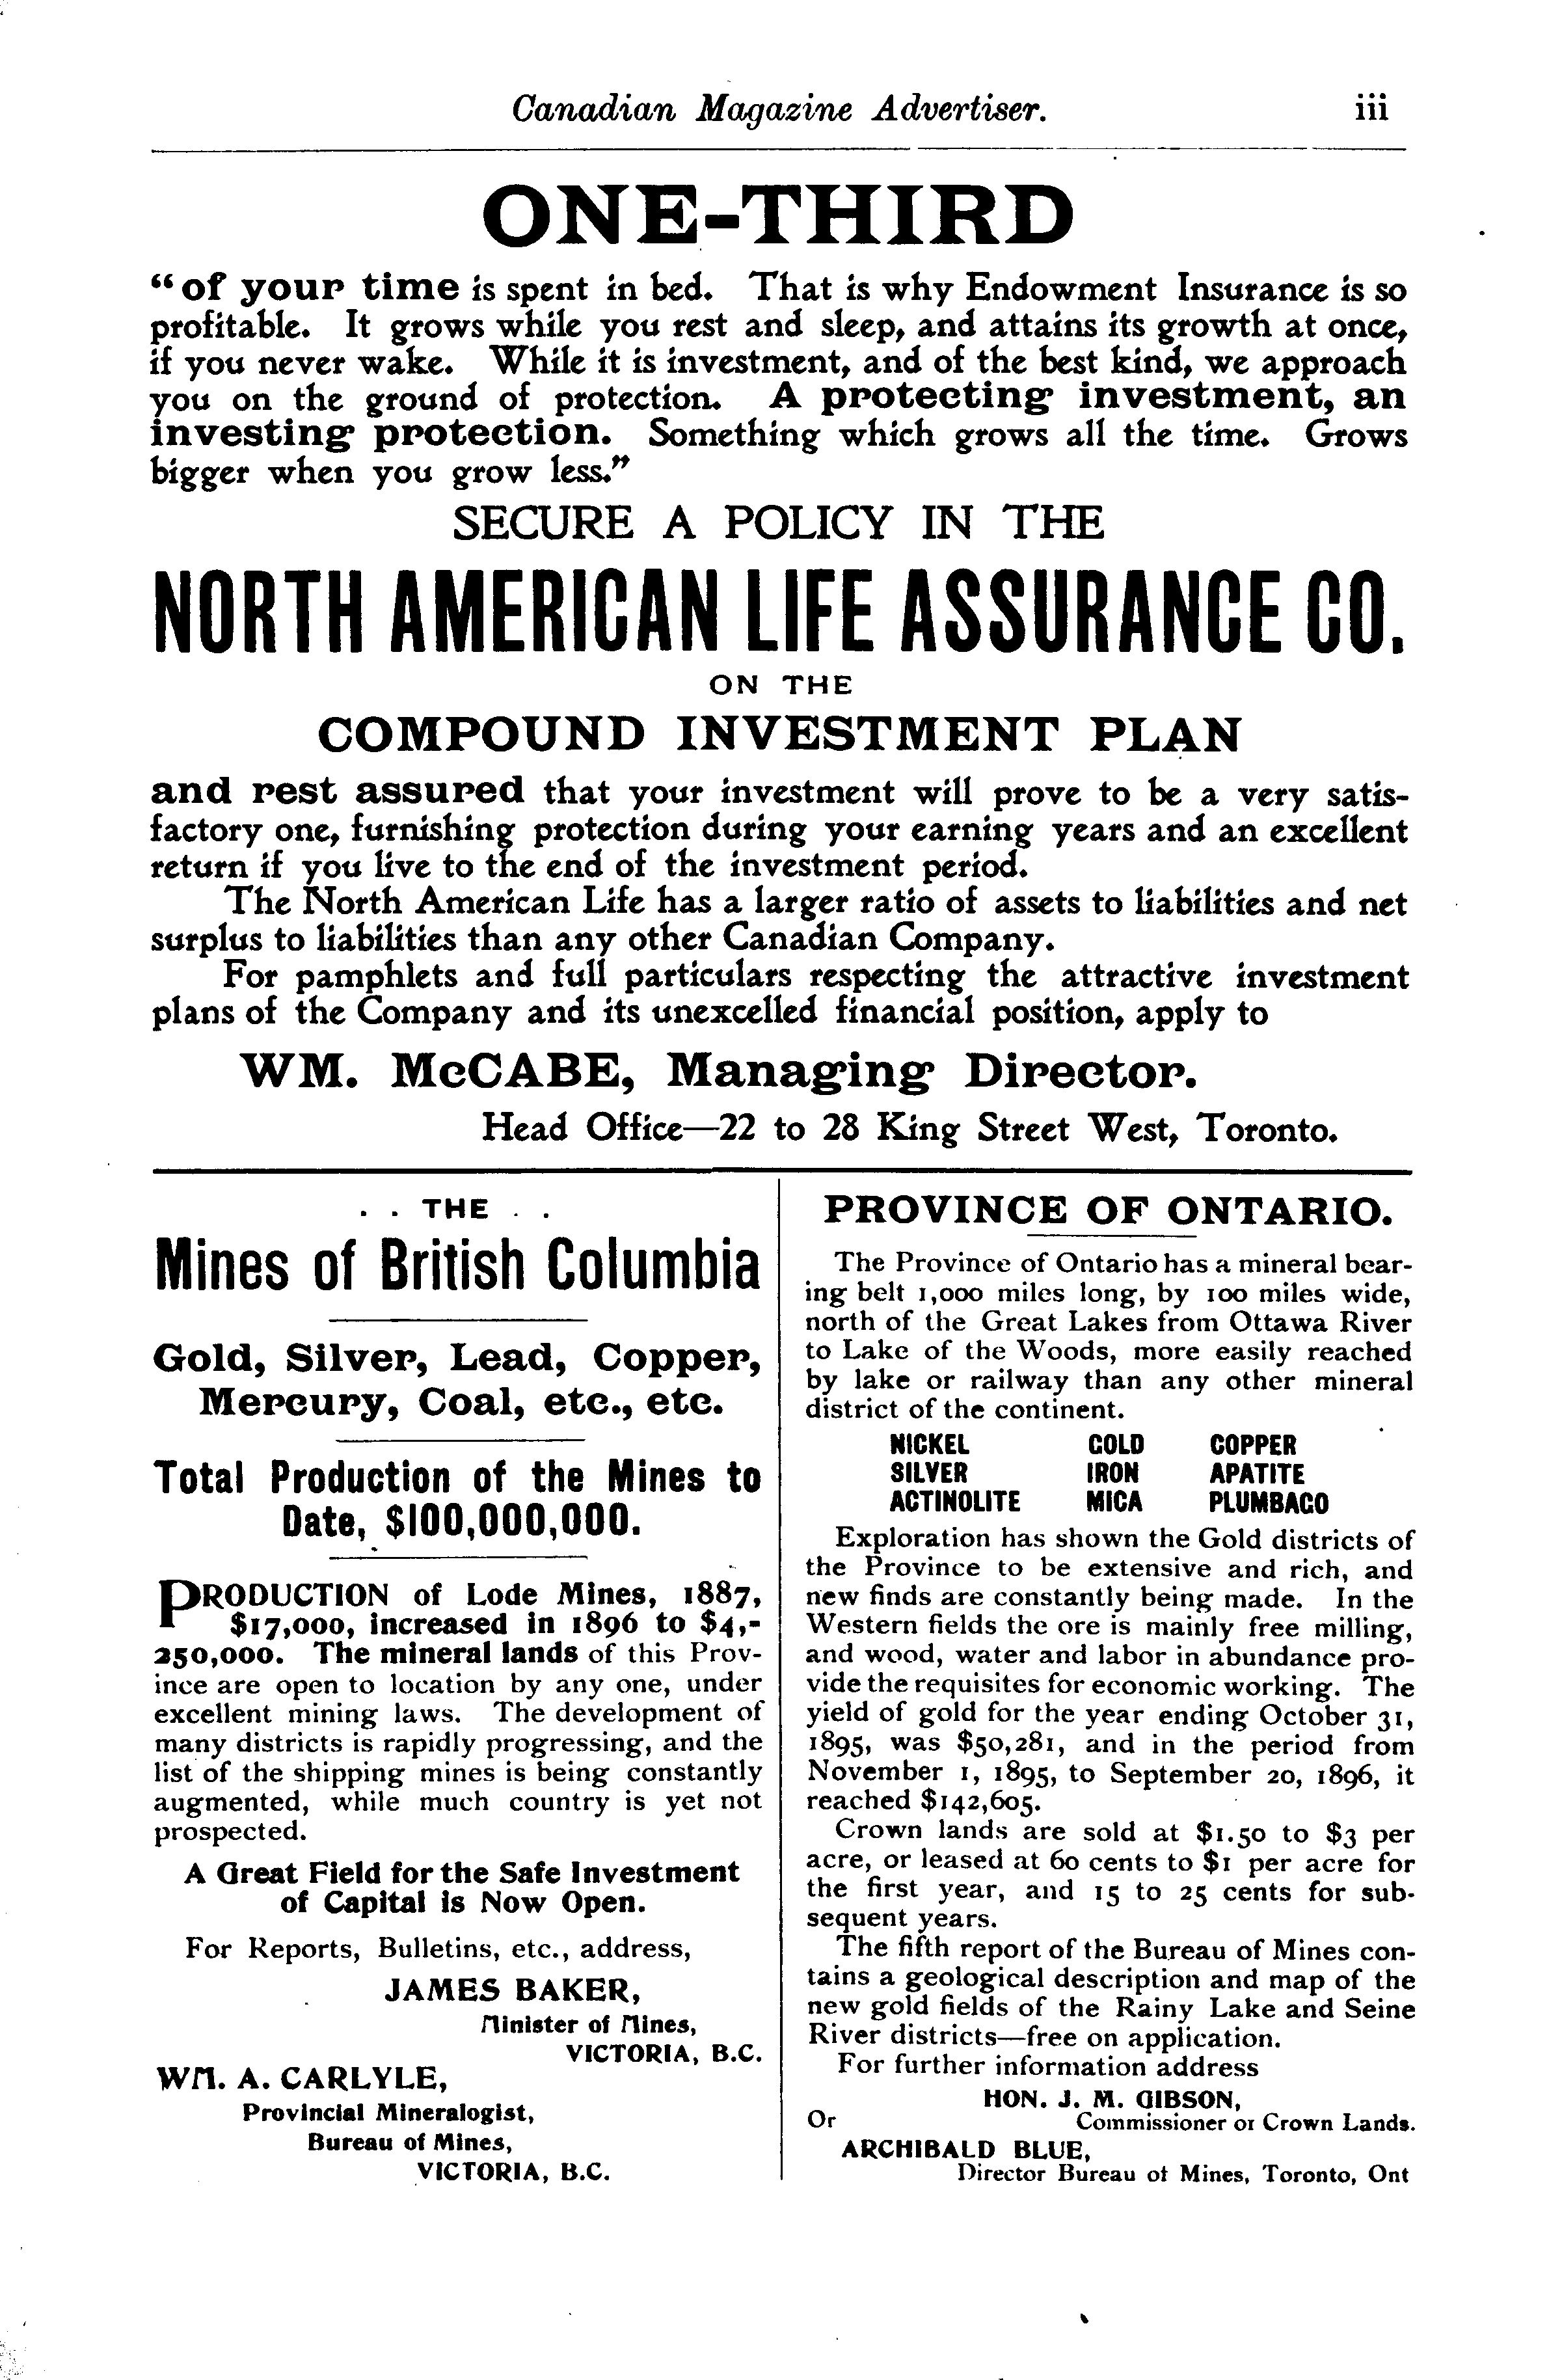 Canadian Magazine Advertiser. iii
ONE-THIRD
"of your time is spent in bed. That is why Endowment Insurance is so
profitable. It grows while you rest and sleep, and attains its growth at once,
if you never wake. While it is investment, and of the best kind, we approach
you on the ground of protection. A protecting investment, an
investing protection. Something which grows all the time. Grows
bigger when you grow less."
SECURE A POLICY IN THE
NORTH AMERICAN LIFE ASSURANCE CO.
ON THE
COMPOUND INVESTMENT PLAN
and rest assured that your investment will prove to be a very satis-
factory one, furnishing protection during your earning years and an excellent
return if you live to the end of the investment period.
The North American Life has a larger ratio of assets to liabilities and net
surplus to liabilities than any other Canadian Company.
For pamphlets and full particulars respecting the attractive investment
plans of the Company and its unexcelled financial position, apply to
WM. McCABE, Managing Director.
Head Office—22 to 28 King Street West, Toronto.
. . THE . .
Mines of British Columbia
Gold, Silver, Lead, Copper,
Mercury, Coal, etc., etc.
Total Production of the Mines to
Date, $100,000,000.
PRODUCTION of Lode Mines, 1887,
$17,000, increased in 1896 to $4,-
250,000. The mineral lands of this Prov-
ince are open to location by any one, under
excellent mining laws. The development of
many districts is rapidly progressing, and the
list of the shipping mines is being constantly
augmented, while much country is yet not
prospected.
A Great Field for the Safe Investment
of Capital is Now Open.
For Reports, Bulletins, etc., address,
JAMES BAKER,
Minister of Mines,
VICTORIA, B.C.
WM. A. CARLYLE,
Provincial Mineralogist,
Bureau of Mines,
VICTORIA, B.C.
PROVINCE OF ONTARIO.
The Province of Ontario has a mineral bear-
ing belt 1,000 miles long, by 100 miles wide,
north of the Great Lakes from Ottawa River
to Lake of the Woods, more easily reached
by lake or railway than any other mineral
district of the continent.
NICKEL GOLD COPPER
SILVER IRON APATITE
ACTINOLITE MICA PLUMBAGO
Exploration has shown the Gold districts of
the Province to be extensive and rich, and
new finds are constantly being made. In the
Western fields the ore is mainly free milling,
and wood, water and labor in abundance pro-
vide the requisites for economic working. The
yield of gold for the year ending October 31,
1895, was $50,281, and in the period from
November 1, 1895, to September 20, 1896, it
reached $142,605.
Crown lands are sold at $1.50 to $3 per
acre, or leased at 60 cents to $1 per acre for
the first year, and 15 to 25 cents for sub-
sequent years.
The fifth report of the Bureau of Mines con-
tains a geological description and map of the
new gold fields of the Rainy Lake and Seine
River districts—free on application.
For further information address
HON. J. M. GIBSON,
Or Commissioner of Crown Lands.
ARCHIBALD BLUE,
Director Bureau of Mines, Toronto, Ont